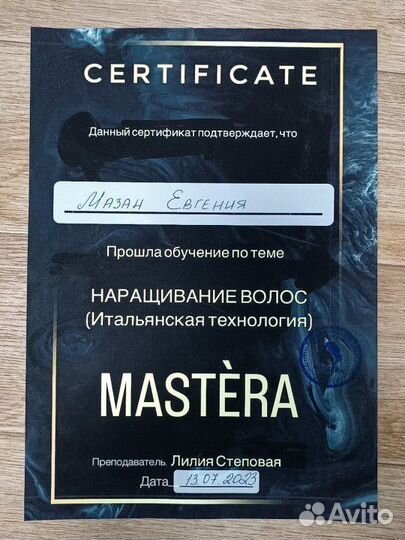 CERTIFICATE
Данный сертификат подтверждает, что
Мазан Евгения
Прошла обучение по теме
НАРАЩИВАНИЕ ВОЛОС
(Итальянская технология)
MASTÈRA
Преподаватель: Лилия Степовая
Дата 13.07.2023
Avito